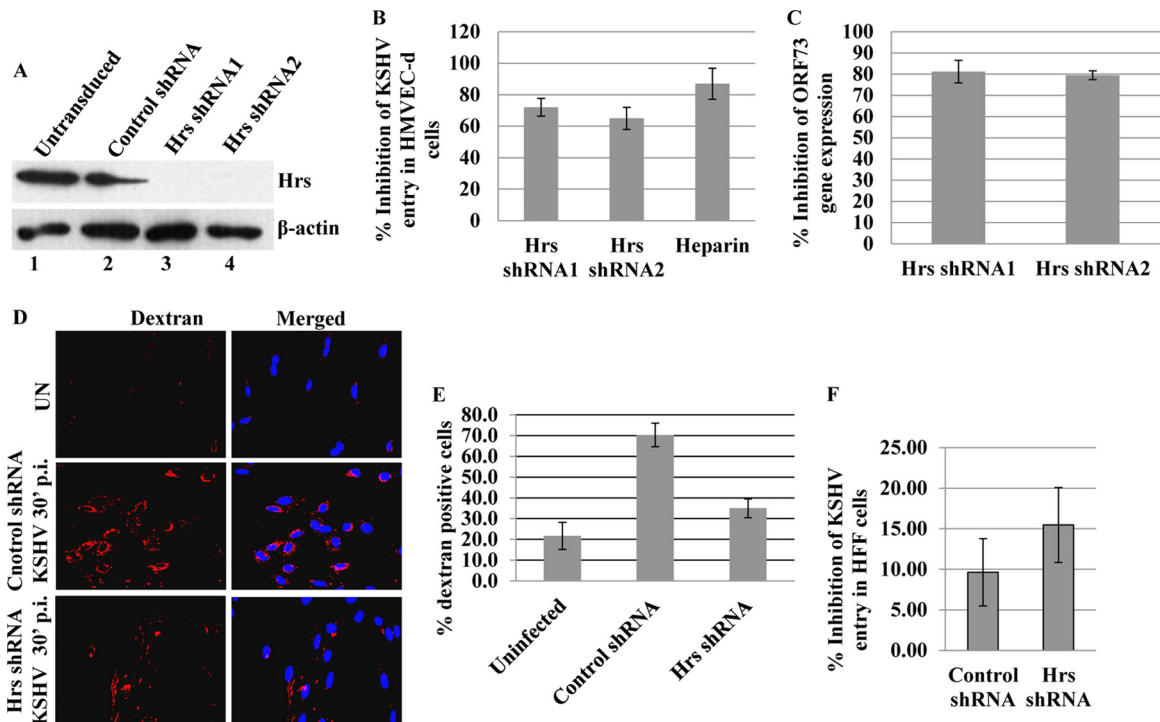 A
Untransduced
Control shRNA
Hrs shRNA1
Hrs shRNA2
Hrs
β-actin
1 2 3 4
B
% Inhibition of KSHV
entry in HMVEC-d
cells
120
100
80
60
40
20
0
Hrs
shRNA1
Hrs
shRNA2
Heparin
C
% Inhibition of ORF73
gene expression
100
90
80
70
60
50
40
30
20
10
0
Hrs shRNA1
Hrs shRNA2
D
Dextran
Merged
UN
Cnotrol shRNA
KSHV 30’ p.i.
Hrs shRNA
KSHV 30’ p.i.
E
% dextran positive cells
80.0
70.0
60.0
50.0
40.0
30.0
20.0
10.0
0.0
Uninfected
Control shRNA
Hrs shRNA
F
% Inhibition of KSHV
entry in HFF cells
25.00
20.00
15.00
10.00
5.00
0.00
Control
shRNA
Hrs
shRNA